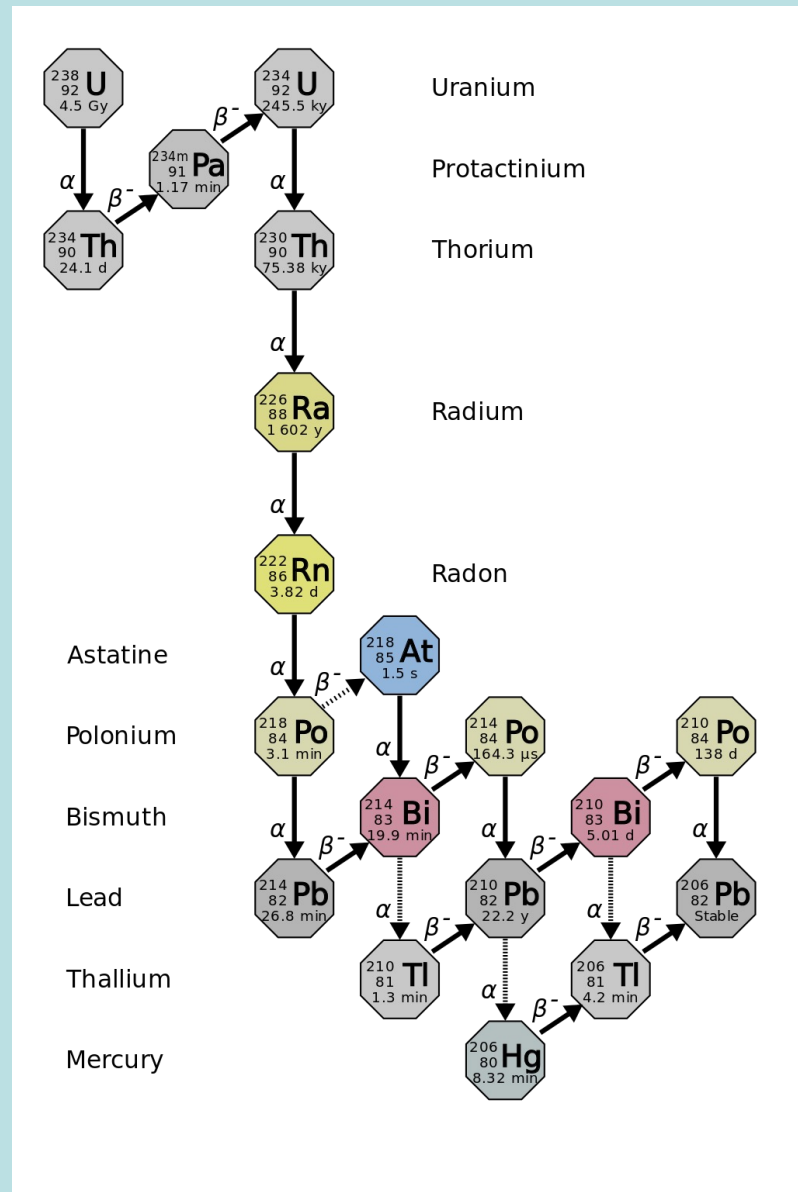 238
92 U
4.5 Gy
234
92 U
245.5 ky
Uranium
β⁻
234m
91 Pa
1.17 min
Protactinium
α
β⁻
α
234
90 Th
24.1 d
230
90 Th
75.38 ky
Thorium
α
226
88 Ra
1 602 y
Radium
α
222
86 Rn
3.82 d
Radon
Astatine
218
85 At
1.5 s
α
β⁻
Polonium
218
84 Po
3.1 min
214
84 Po
164.3 µs
210
84 Po
138 d
α
β⁻
β⁻
Bismuth
214
83 Bi
19.9 min
210
83 Bi
5.01 d
α
β⁻
α
β⁻
α
Lead
214
82 Pb
26.8 min
210
82 Pb
22.2 y
206
82 Pb
Stable
α
β⁻
α
β⁻
Thallium
210
81 Tl
1.3 min
206
81 Tl
4.2 min
α
β⁻
Mercury
206
80 Hg
8.32 min